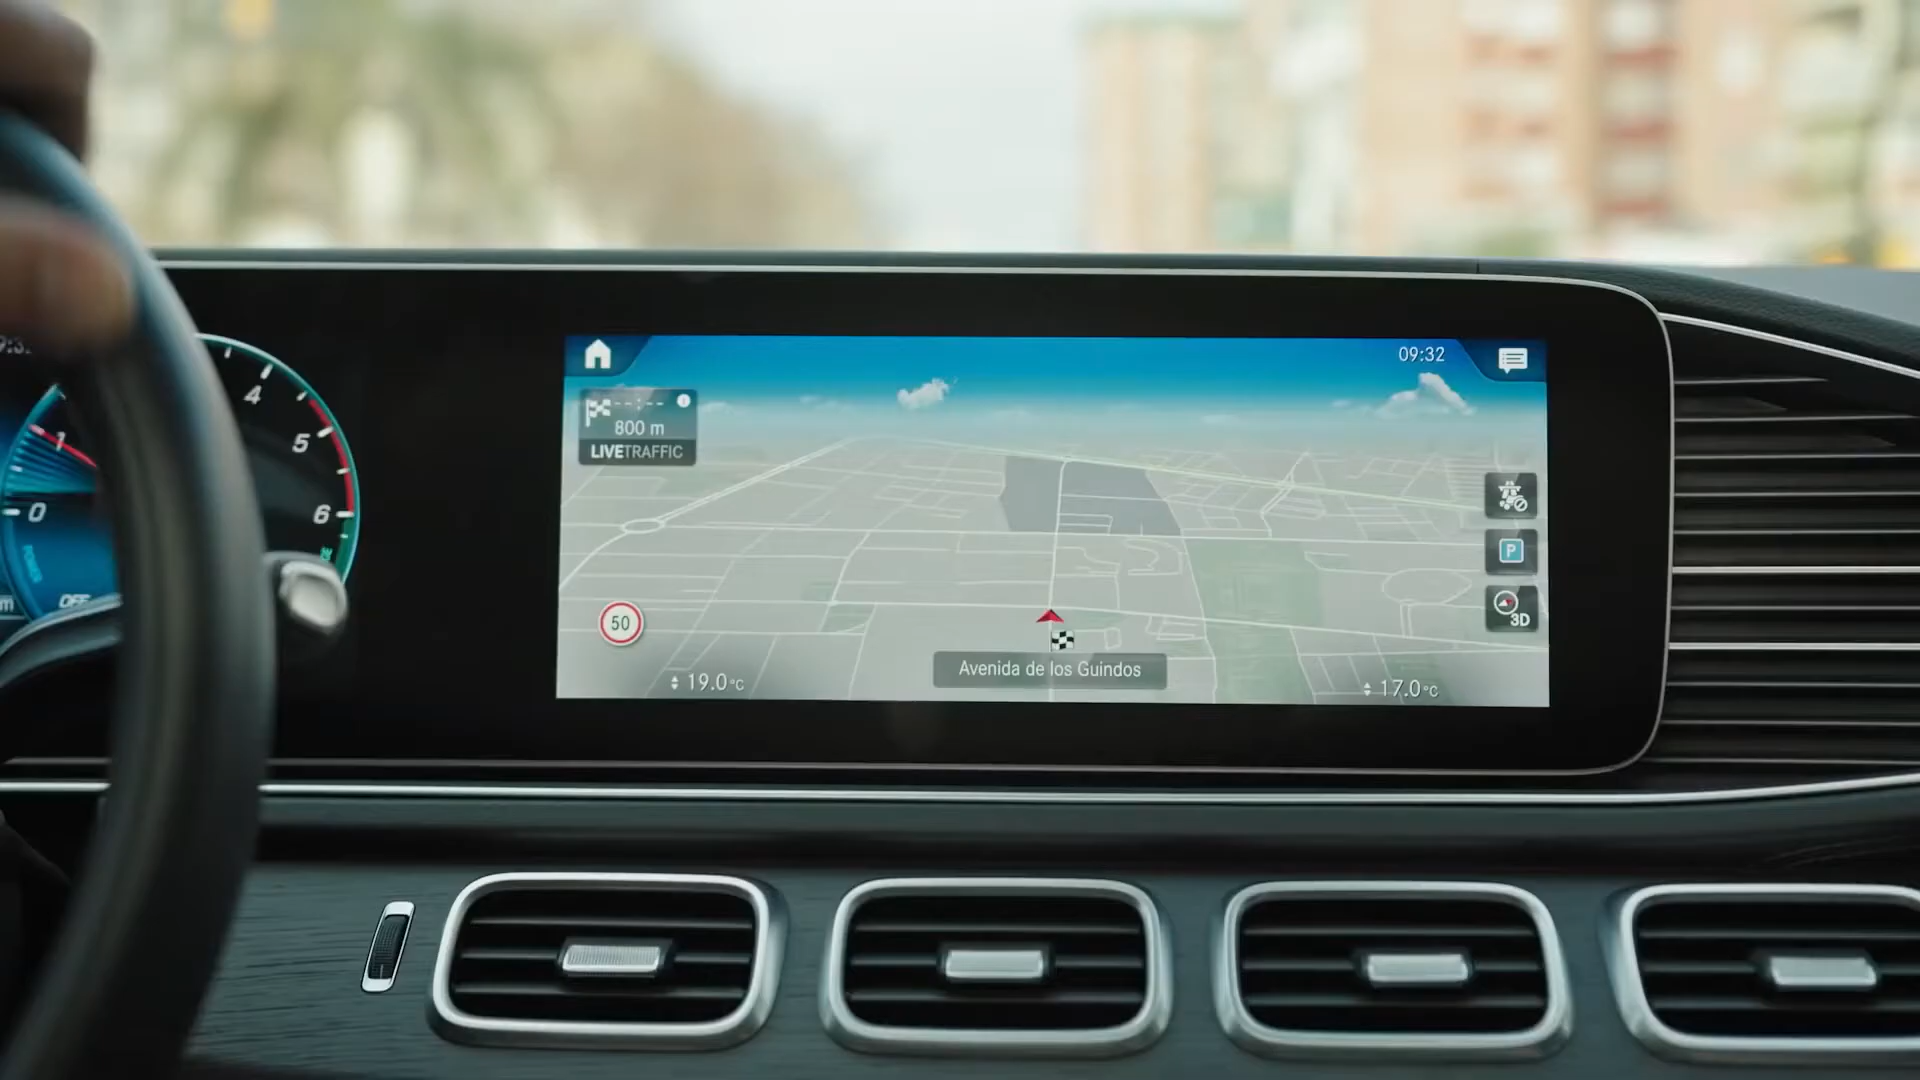 09:32
800 m
LIVETRAFFIC
P
3D
50
Avenida de los Guindos
19.0°C
17.0°C
4
5
6
1
0
OFF